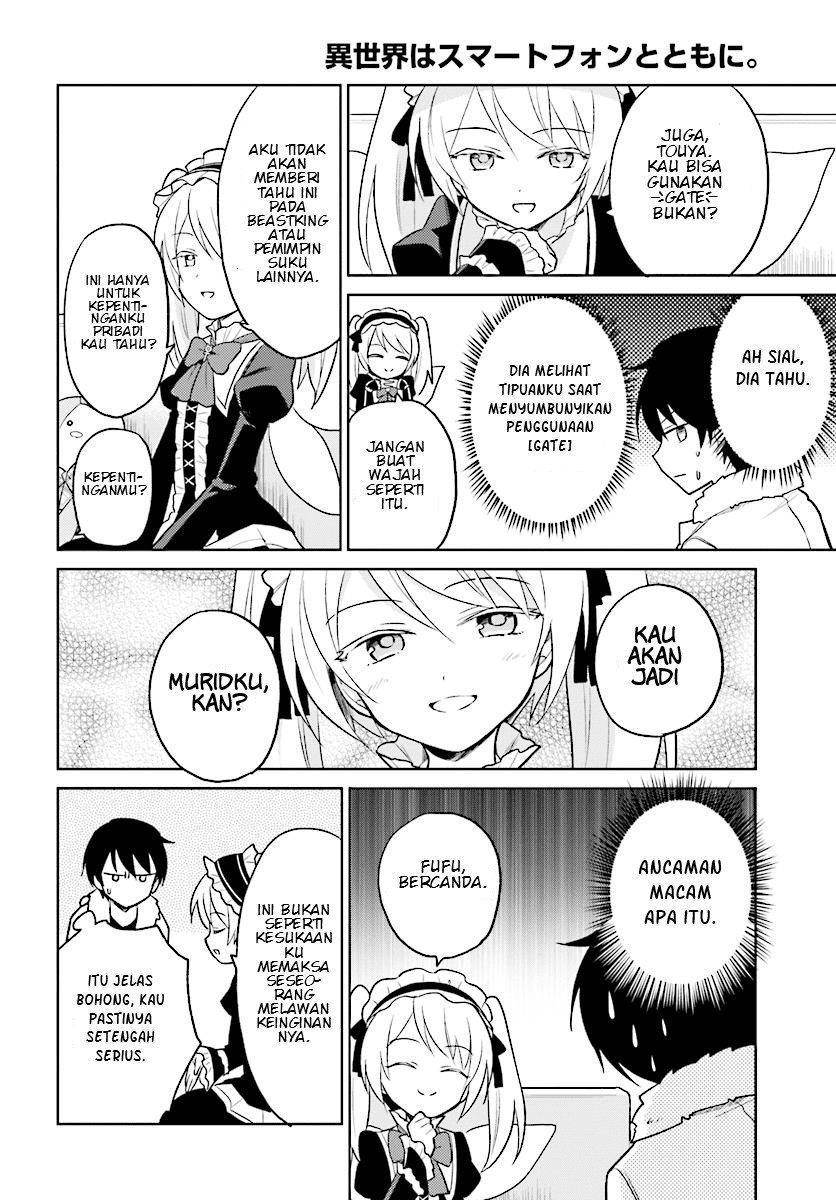 異世界はスマートフォンとともに。
JUGA,
TOUYA.
KAU BISA
GUNAKAN
-GATE-
BUKAN?
AH SIAL,
DIA TAHU.
DIA MELIHAT
TIPUANKU SAAT
MENYUMBUNYIKAN
PENGGUNAAN
[GATE]
JANGAN
BUAT
WAJAH
SEPERTI
ITU.
AKU TIDAK
AKAN
MEMBERI
TAHU INI
PADA
BEASTKING
ATAU
PEMIMPIN
SUKU
LAINNYA.
INI HANYA
UNTUK
KEPENTI-
NGANKU
PRIBADI
KAU TAHU?
KEPENTI-
NGANMU?
KAU
AKAN
JADI
MURIDKU,
KAN?
ANCAMAN
MACAM
APA ITU.
FUFU,
BERCANDA.
INI BUKAN
SEPERTI
KESUKAAN
KU
MEMAKSA
SESEO-
RANG
MELAWAN
KEINGINAN
NYA.
ITU JELAS
BOHONG, KAU
PASTINYA
SETENGAH
SERIUS.